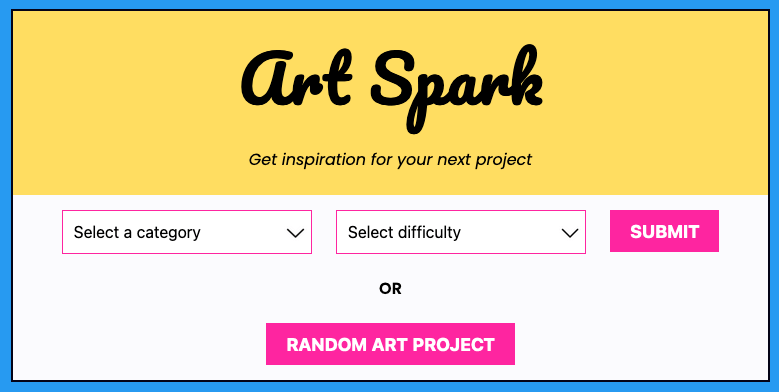 Art Spark
Get inspiration for your next project
Select a category Select difficulty SUBMIT
OR
RANDOM ART PROJECT